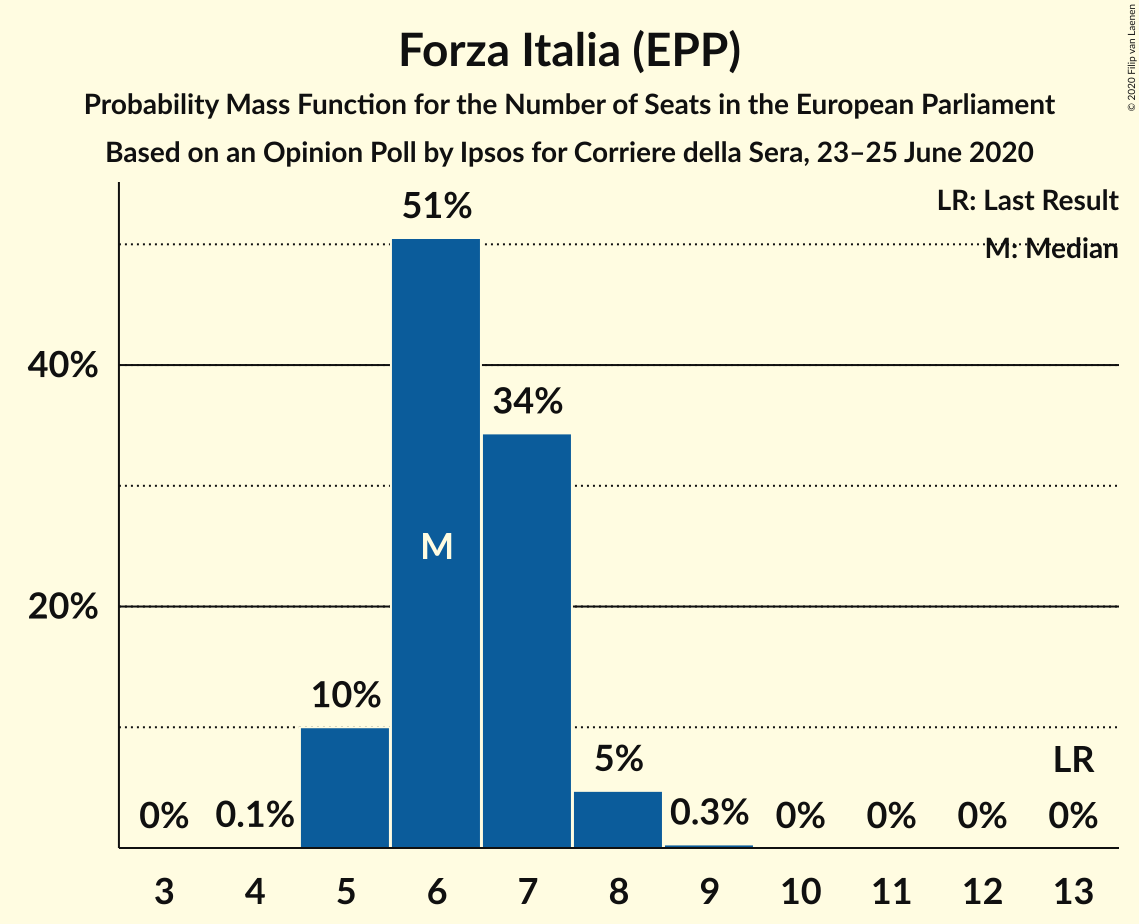 Forza Italia (EPP)
Probability Mass Function for the Number of Seats in the European Parliament
Based on an Opinion Poll by Ipsos for Corriere della Sera, 23–25 June 2020
© 2020 Filip van Laenen
LR: Last Result
M: Median
51%
40%
34%
M
20%
10%
5%
LR
0% 0.1% 0.3% 0% 0% 0% 0%
3 4 5 6 7 8 9 10 11 12 13